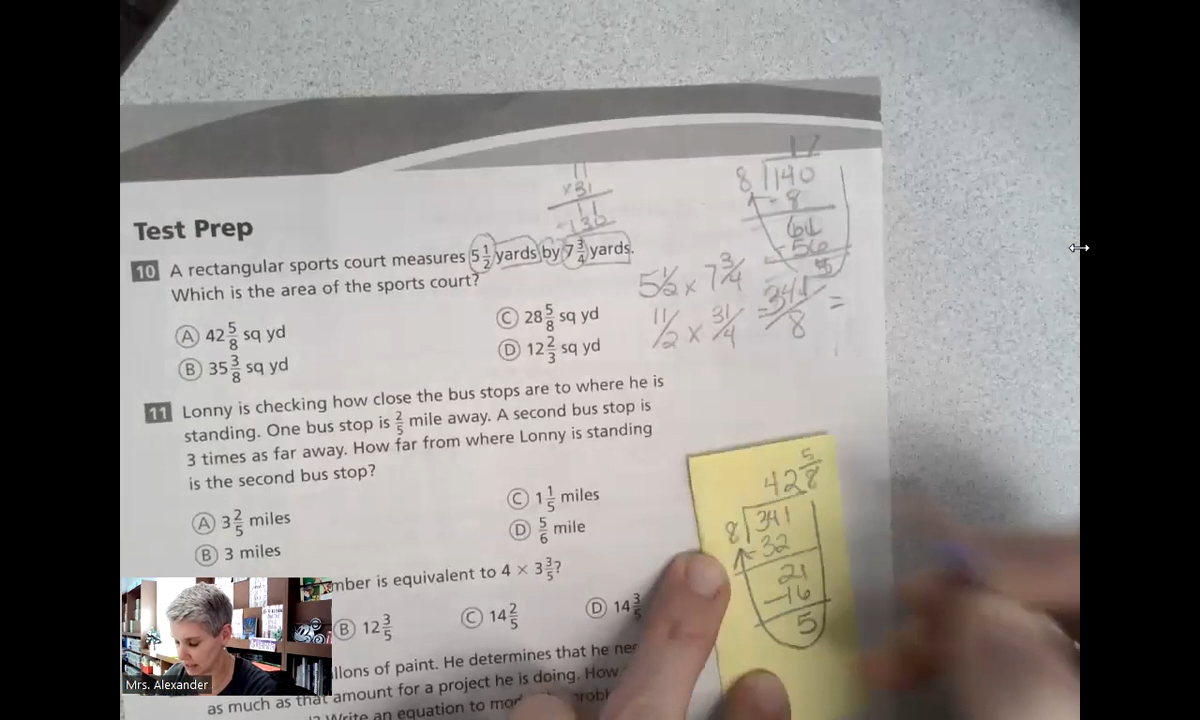 Test Prep
10 A rectangular sports court measures 5 1/2 yards by 7 3/4 yards.
Which is the area of the sports court?
A 42 5/8 sq yd
B 35 3/8 sq yd
C 28 5/8 sq yd
D 12 2/3 sq yd
11
×31
11
8 140
17
- 8
- 56
5 1/2 × 7 3/4
11/2 × 31/4 = 341/8 =
11 Lonny is checking how close the bus stops are to where he is
standing. One bus stop is 2/5 mile away. A second bus stop is
3 times as far away. How far from where Lonny is standing
is the second bus stop?
A 3 2/5 miles
B 3 miles
C 1 1/5 miles
D 5/6 mile
42 5/8
8 341
- 32
21
- 16
5
mber is equivalent to 4 × 3 3/5?
B 12 3/5
C 14 2/5
D 14 3/5
llons of paint. He determines that he
as much as that amount for a project he is doing. How
Write an equation to
Mrs. Alexander